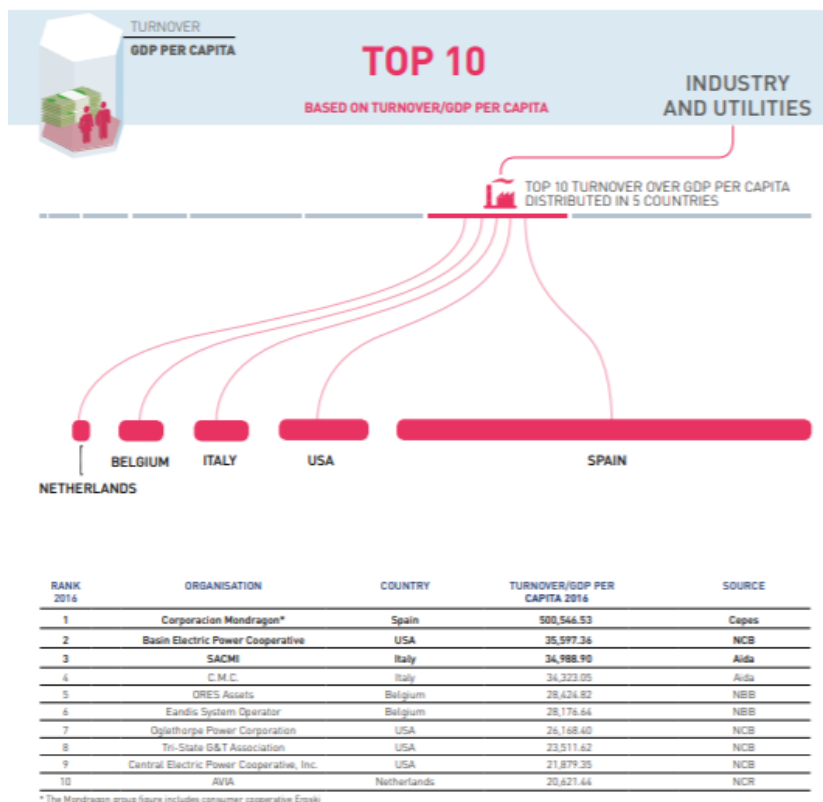 TURNOVER
GDP PER CAPITA
TOP 10
BASED ON TURNOVER/GDP PER CAPITA
INDUSTRY
AND UTILITIES
TOP 10 TURNOVER OVER GDP PER CAPITA
DISTRIBUTED IN 5 COUNTRIES
NETHERLANDS
BELGIUM
ITALY
USA
SPAIN
RANK 2016 ORGANISATION COUNTRY TURNOVER/GDP PER CAPITA 2016 SOURCE
1 Corporacion Mondragon* Spain 500,546.53 Cepes
2 Basin Electric Power Cooperative USA 35,597.36 NCB
3 SACMI Italy 34,988.90 Aida
4 C.M.C. Italy 34,323.05 Aida
5 ORES Assets Belgium 28,424.82 NBB
6 Eandis System Operator Belgium 28,176.64 NBB
7 Oglethorpe Power Corporation USA 26,168.40 NCB
8 Tri-State G&T Association USA 23,511.62 NCB
9 Central Electric Power Cooperative, Inc. USA 21,879.35 NCB
10 AVIA Netherlands 20,621.44 NCR
* The Mondragon group figure includes consumer cooperative Eroski